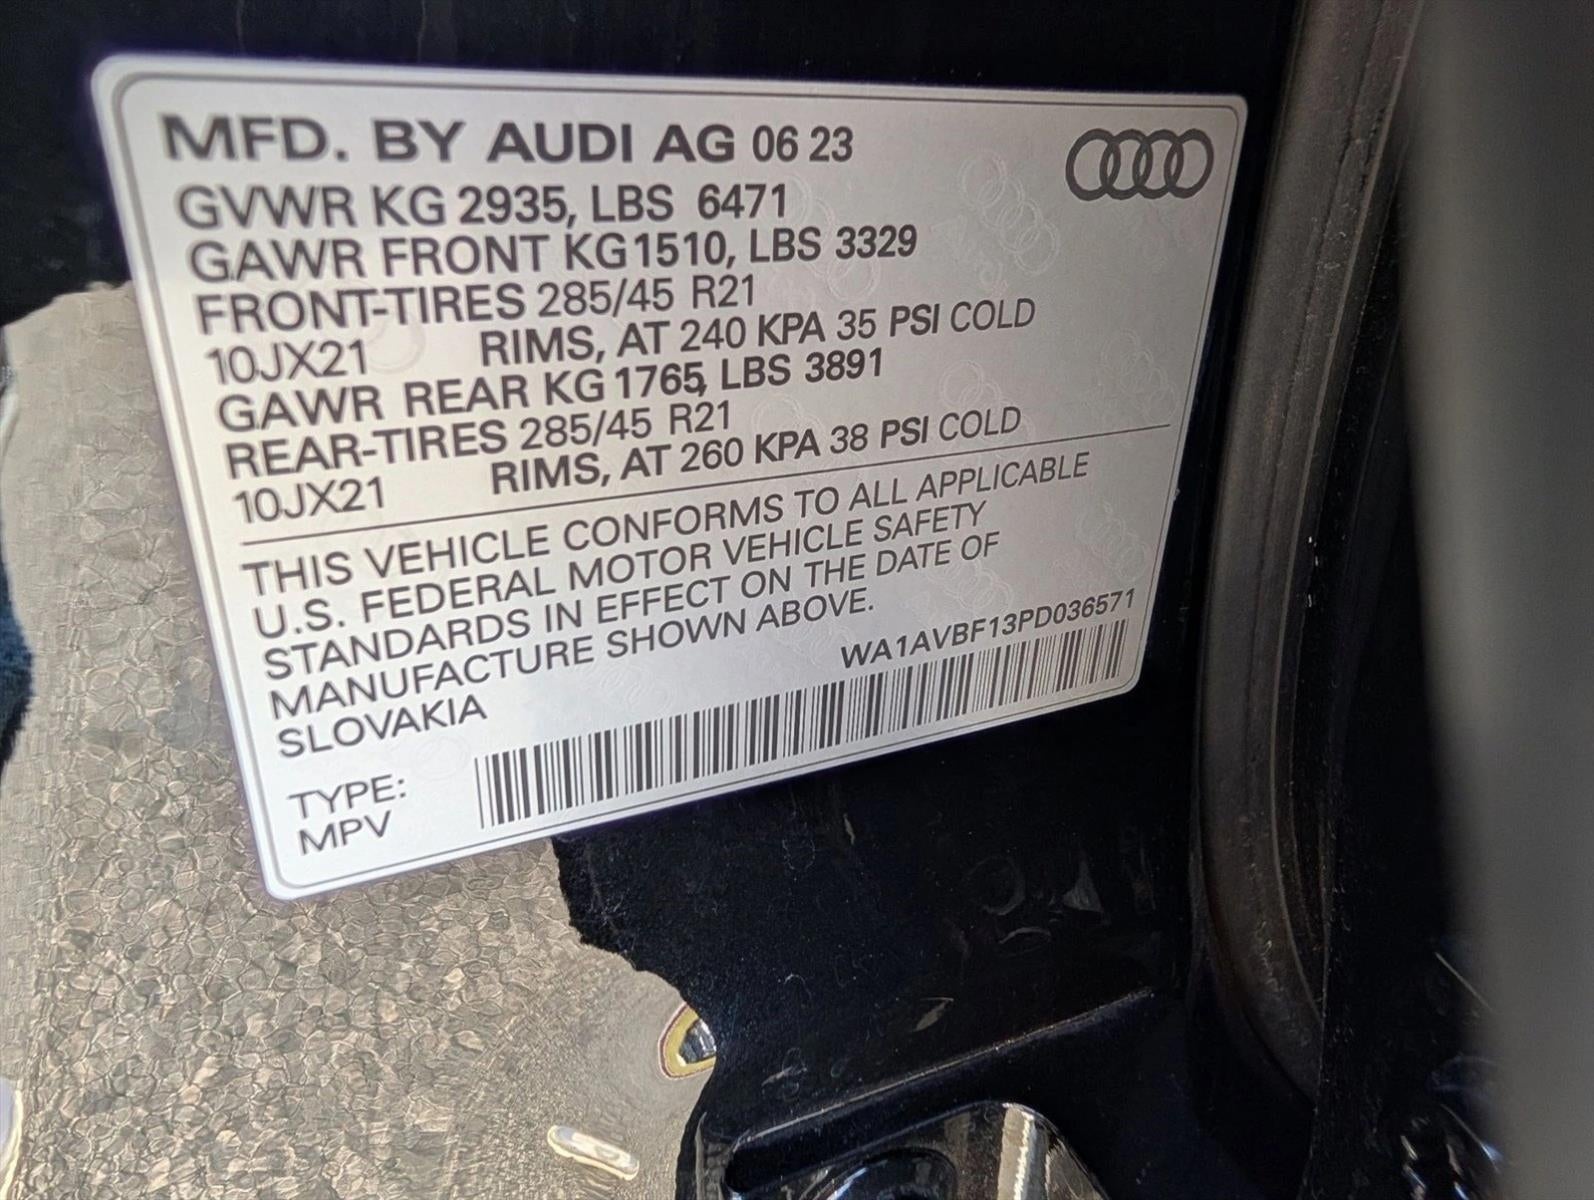 MFD. BY AUDI AG 06 23
GVWR KG 2935, LBS 6471
GAWR FRONT KG 1510, LBS 3329
FRONT-TIRES 285/45 R21
10JX21 RIMS, AT 240 KPA 35 PSI COLD
GAWR REAR KG 1765, LBS 3891
REAR-TIRES 285/45 R21
10JX21 RIMS, AT 260 KPA 38 PSI COLD
THIS VEHICLE CONFORMS TO ALL APPLICABLE
U.S. FEDERAL MOTOR VEHICLE SAFETY
STANDARDS IN EFFECT ON THE DATE OF
MANUFACTURE SHOWN ABOVE.
SLOVAKIA
WA1AVBF13PD036571
TYPE:
MPV